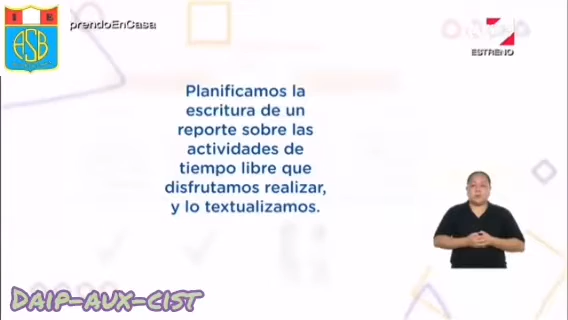 I E
ASB
prendoEnCasa
ESTRENO
Planificamos la
escritura de un
reporte sobre las
actividades de
tiempo libre que
disfrutamos realizar,
y lo textualizamos.
DAIP-AUX-CIST